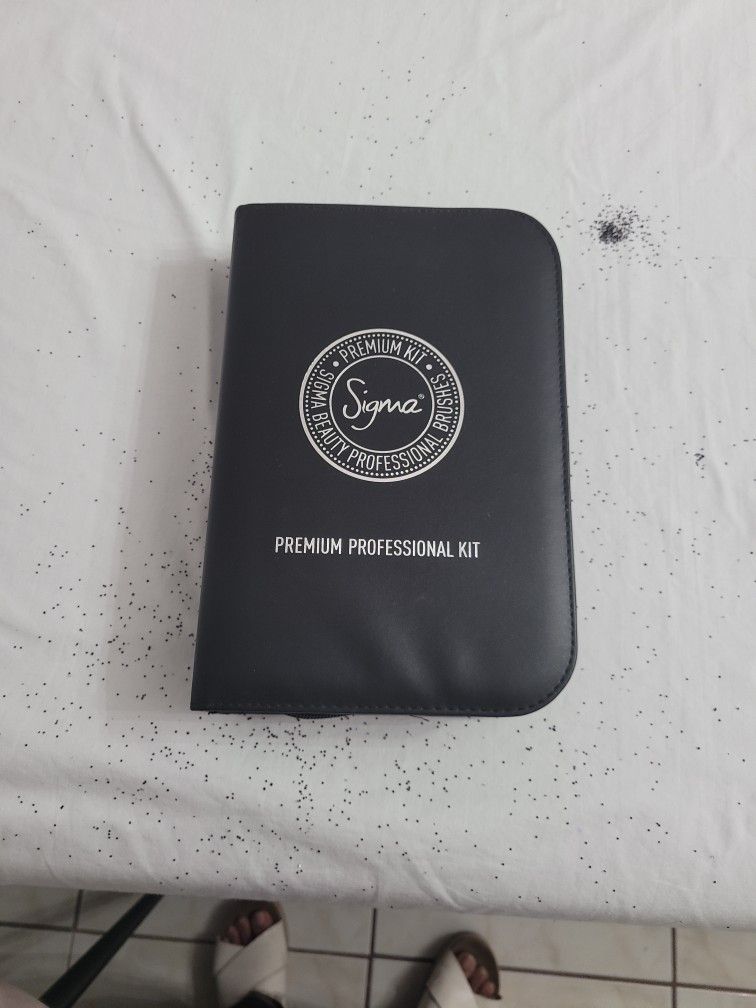 • PREMIUM KIT •
SIGMA BEAUTY PROFESSIONAL BRUSHES
Sigma®
PREMIUM PROFESSIONAL KIT